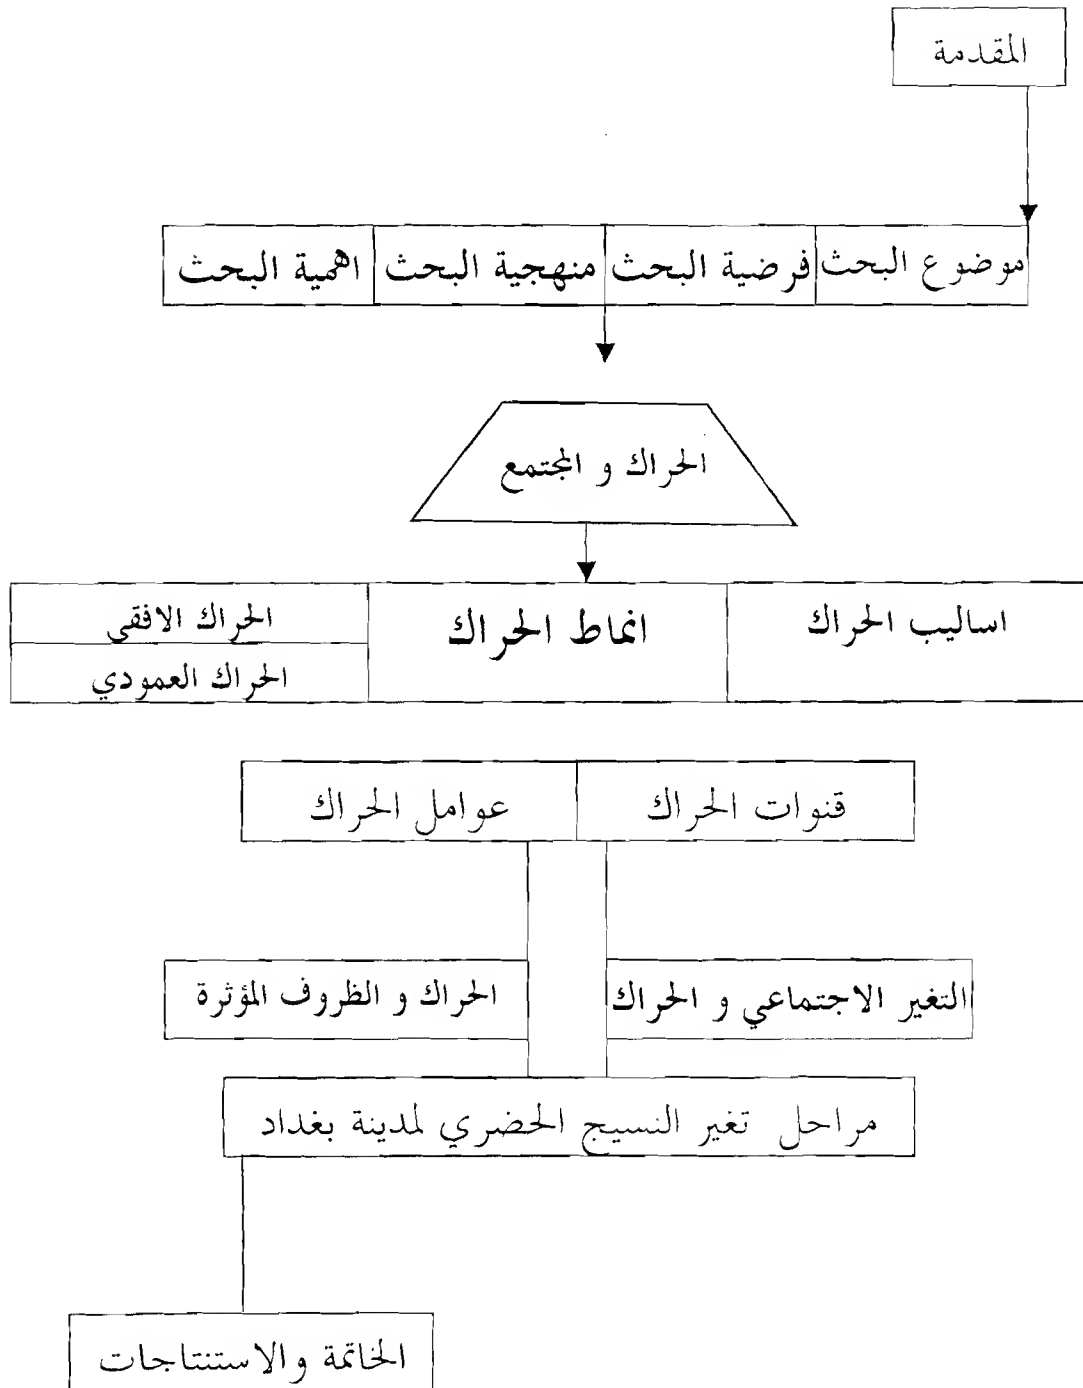 المقدمة
موضوع البحث فرضية البحث منهجية البحث اهمية البحث
الحراك و المجتمع
اساليب الحراك انماط الحراك الحراك الافقي
الحراك العمودي
قنوات الحراك عوامل الحراك
التغير الاجتماعي و الحراك الحراك و الظروف المؤثرة
مراحل تغير النسيج الحضري لمدينة بغداد
الخاتمة والاستنتاجات